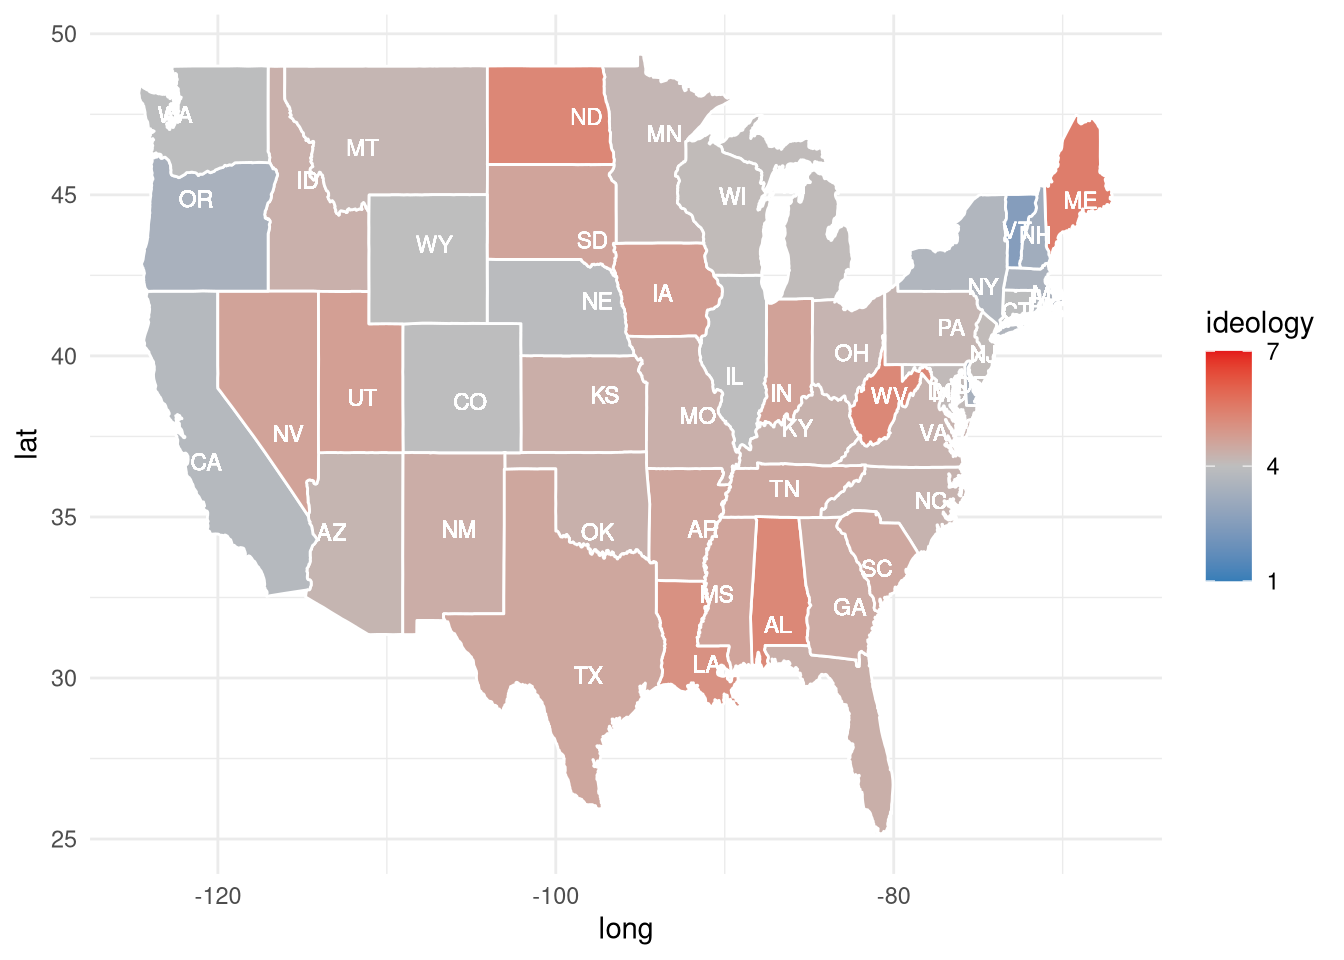 50
45
40
35
30
25
lat
WA
MT
ND
MN
ID
OR
WI
ME
WY
SD
VT
NH
NE
IA
NY
CT
PA
NJ
OH
UT
CO
KS
IL
IN
WV
MO
KY
NV
VA
CA
TN
NC
AZ
NM
OK
AR
SC
MS
GA
AL
LA
TX
-120
-100
-80
long
ideology
7
4
1